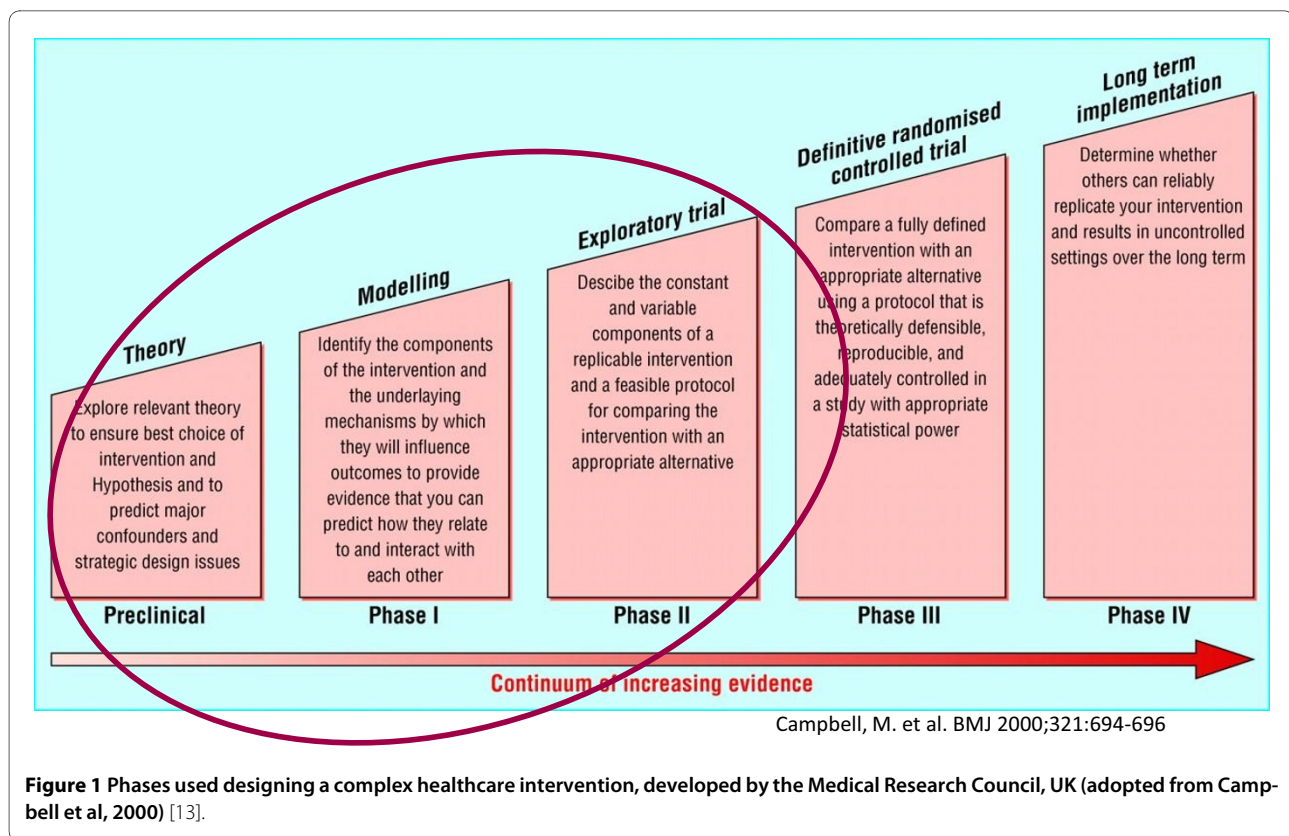 Theory
Explore relevant theory
to ensure best choice of
intervention and
Hypothesis and to
predict major
confounders and
strategic design issues
Preclinical
Modelling
Identify the components
of the intervention and
the underlaying
mechanisms by which
they will influence
outcomes to provide
evidence that you can
predict how they relate
to and interact with
each other
Phase I
Exploratory trial
Descibe the constant
and variable
components of a
replicable intervention
and a feasible protocol
for comparing the
intervention with an
appropriate alternative
Phase II
Definitive randomised
controlled trial
Compare a fully defined
intervention with an
appropriate alternative
using a protocol that is
theoretically defensible,
reproducible, and
adequately controlled in
a study with appropriate
statistical power
Phase III
Long term
implementation
Determine whether
others can reliably
replicate your intervention
and results in uncontrolled
settings over the long term
Phase IV
Continuum of increasing evidence
Campbell, M. et al. BMJ 2000;321:694-696
Figure 1 Phases used designing a complex healthcare intervention, developed by the Medical Research Council, UK (adopted from Camp-
bell et al, 2000) [13].